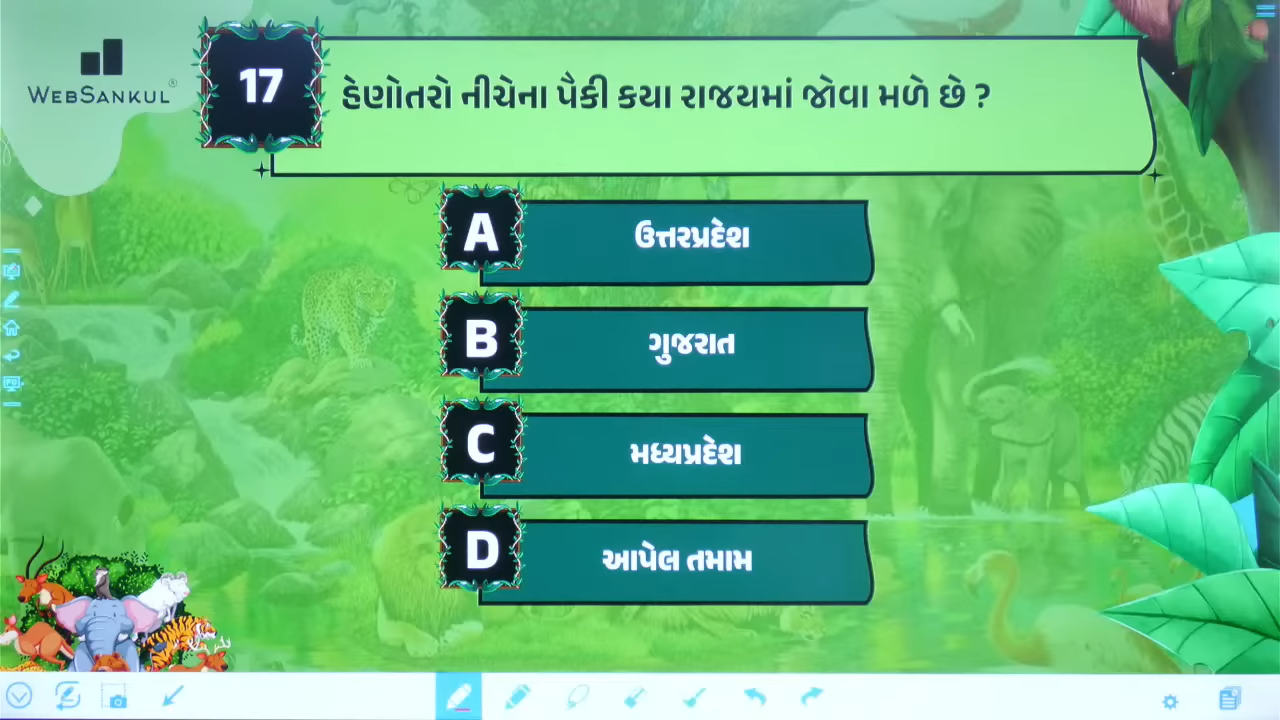 WEBSANKUL®
17
હેણોતરો નીચેના પૈકી કયા રાજયમાં જોવા મળે છે ?
A
ઉત્તરપ્રદેશ
B
ગુજરાત
C
મધ્યપ્રદેશ
D
આપેલ તમામ